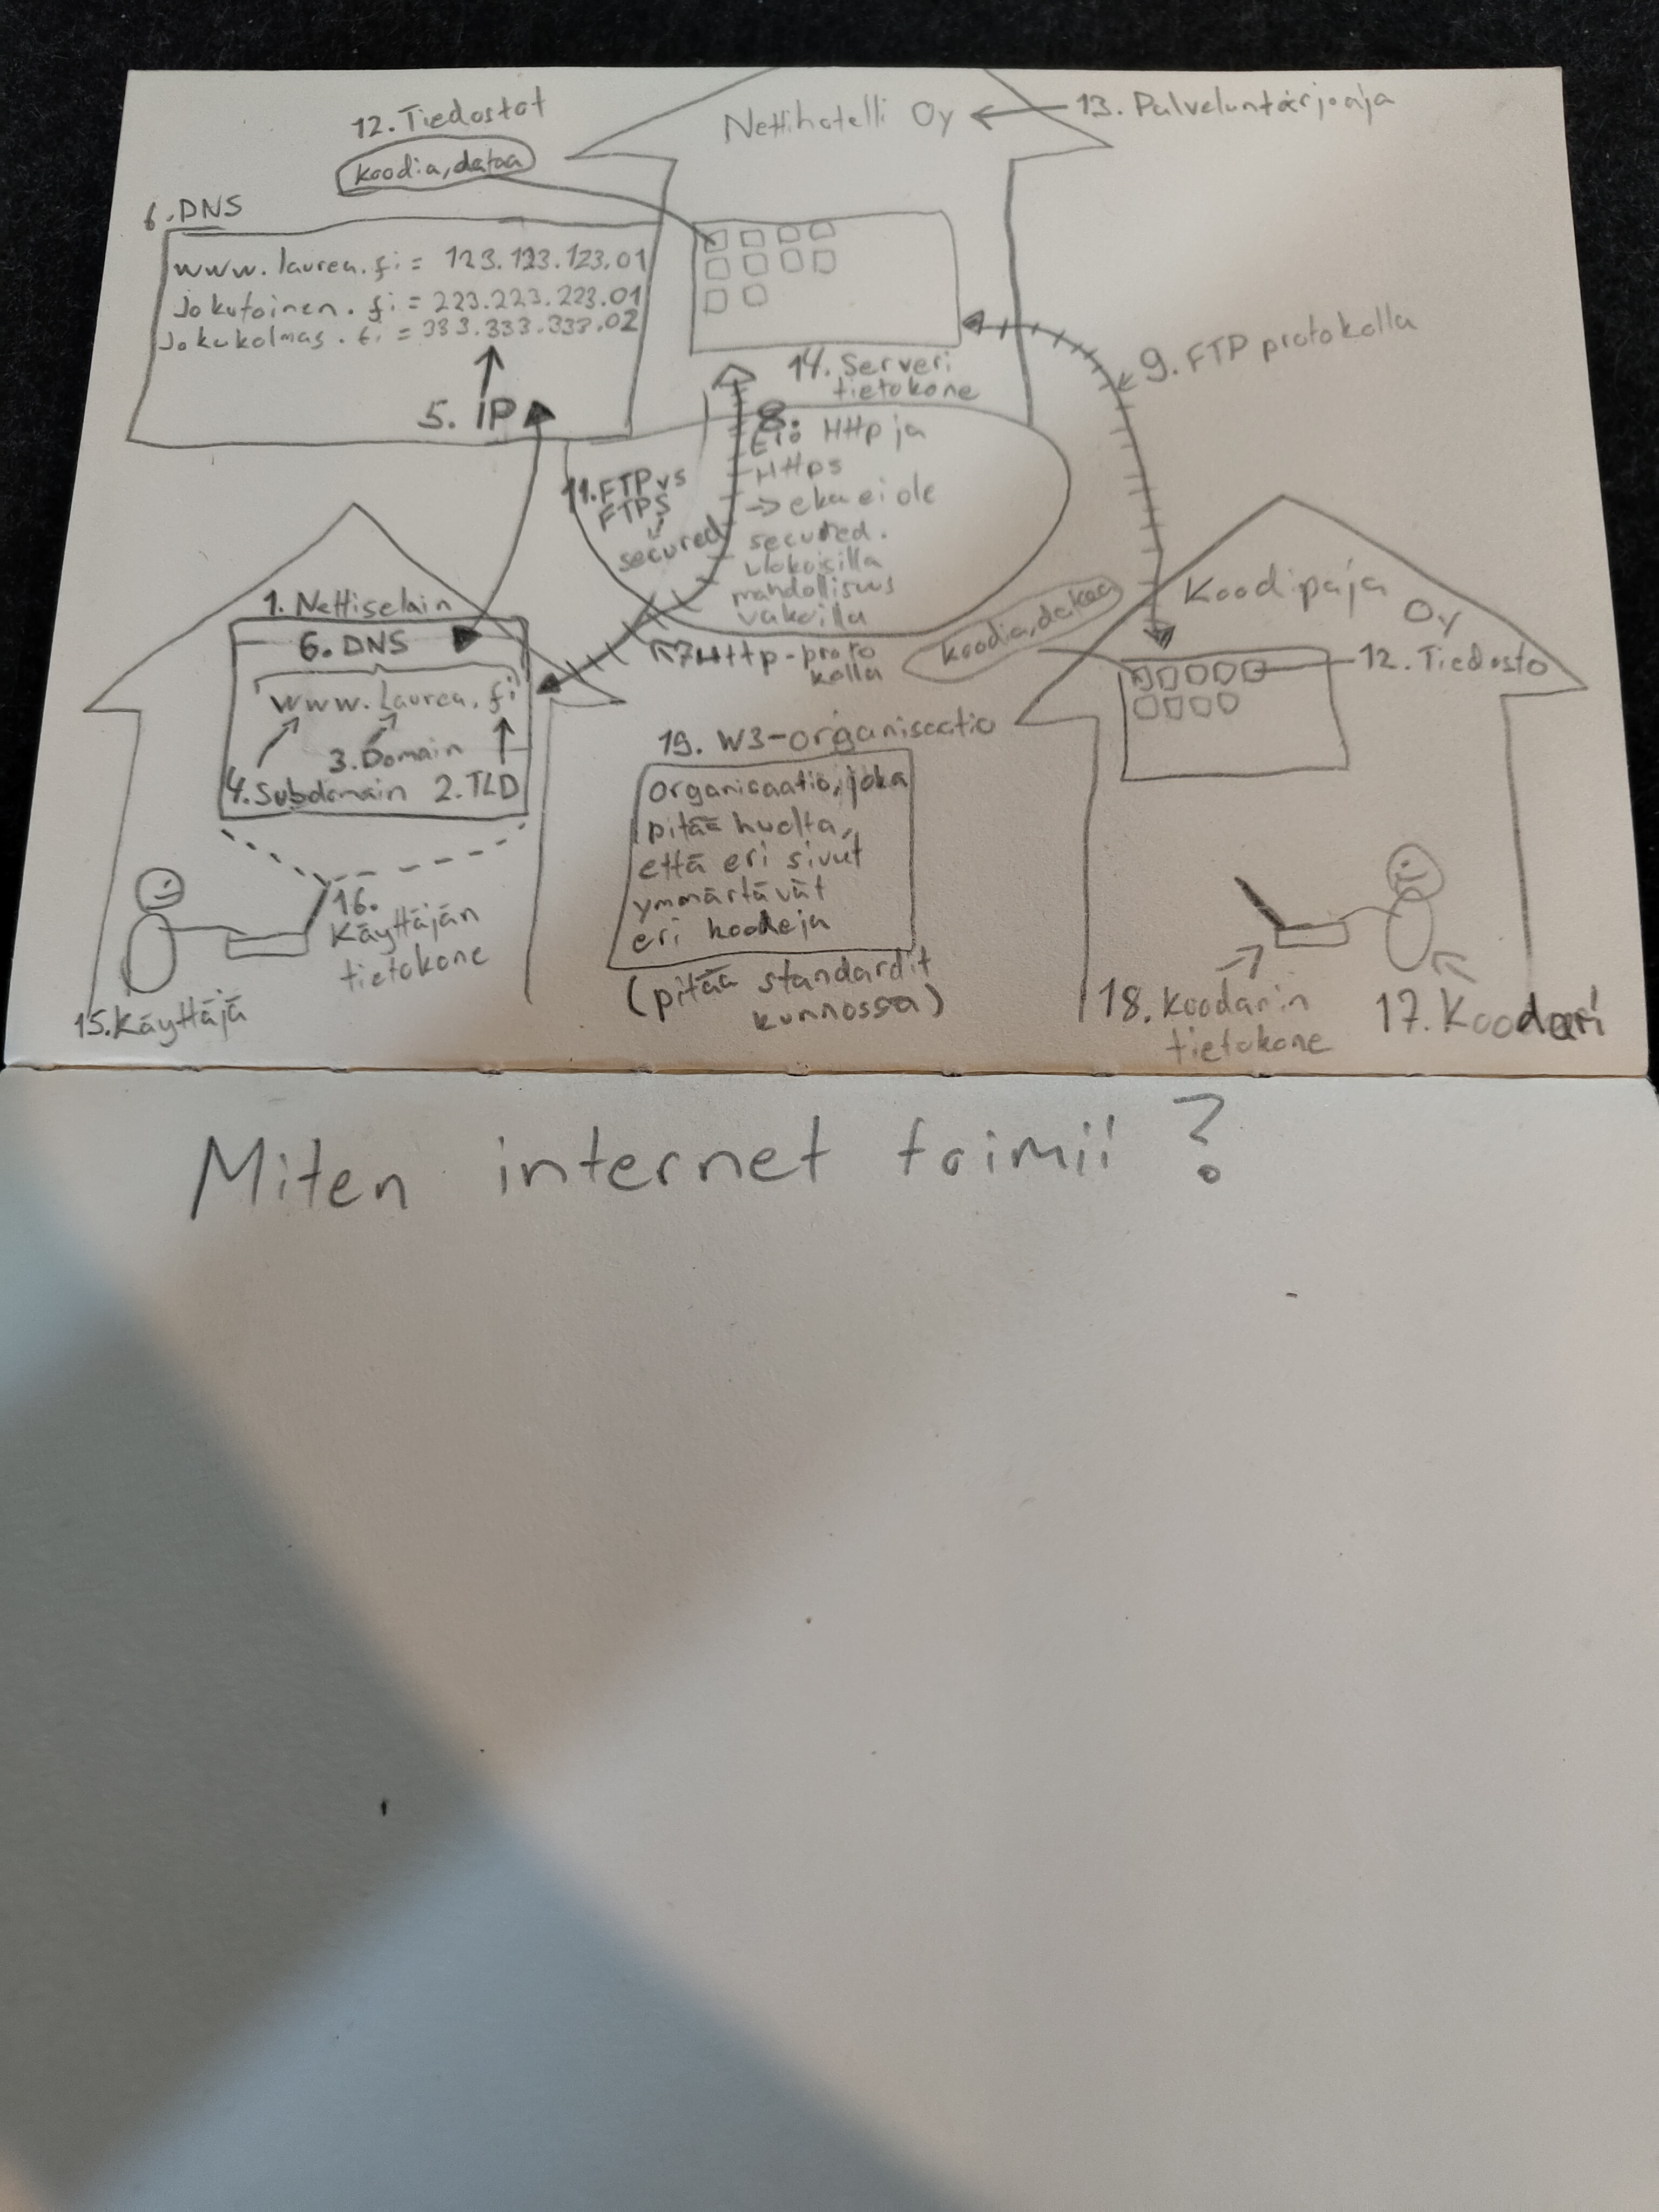 12. Tiedostot
koodia, dataa
Nettihotelli Oy
13. Palveluntarjoaja
6. DNS
www.laurea.fi = 123.123.123.01
Jokutoinen.fi = 223.223.223.01
Jokukolmas.fi = 333.333.333.02
5. IP
14. Serveri
tietokone
9. FTP protokolla
8.
Ero Http ja
Https
-> eka ei ole
secured.
ulokoisilla
mahdollisuus
vakoilla
11. FTP vs
FTPS
secured
7 Http-proto
kolla
1. Nettiselain
6. DNS
www.laurea.fi
3. Domain
4. Subdomain 2. TLD
16.
Käyttäjän
tietokone
15. Käyttäjä
19. W3-organisaatio
organisaatio, joka
pitää huolta,
että eri sivut
ymmärtävät
eri koodeja
(pitää standardit
kunnossa)
Koodipaja
Oy
koodia, dataa
12. Tiedosto
18. Koodarin
tietokone
17. Koodari
Miten internet toimii?